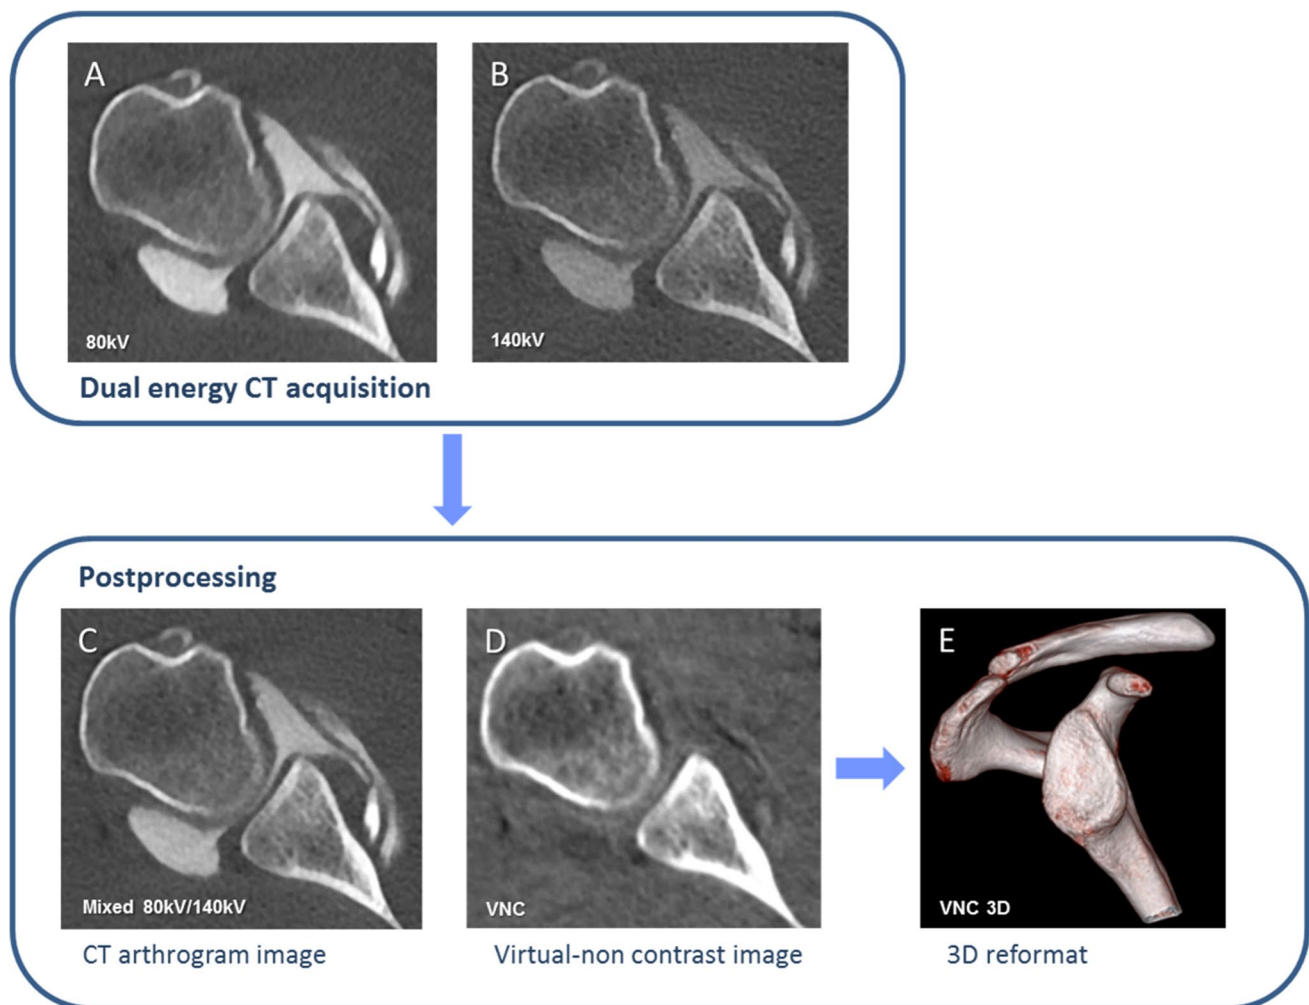 A
B
80kV
140kV
Dual energy CT acquisition
Postprocessing
C
D
E
Mixed 80kV/140kV
VNC
VNC 3D
CT arthrogram image
Virtual-non contrast image
3D reformat